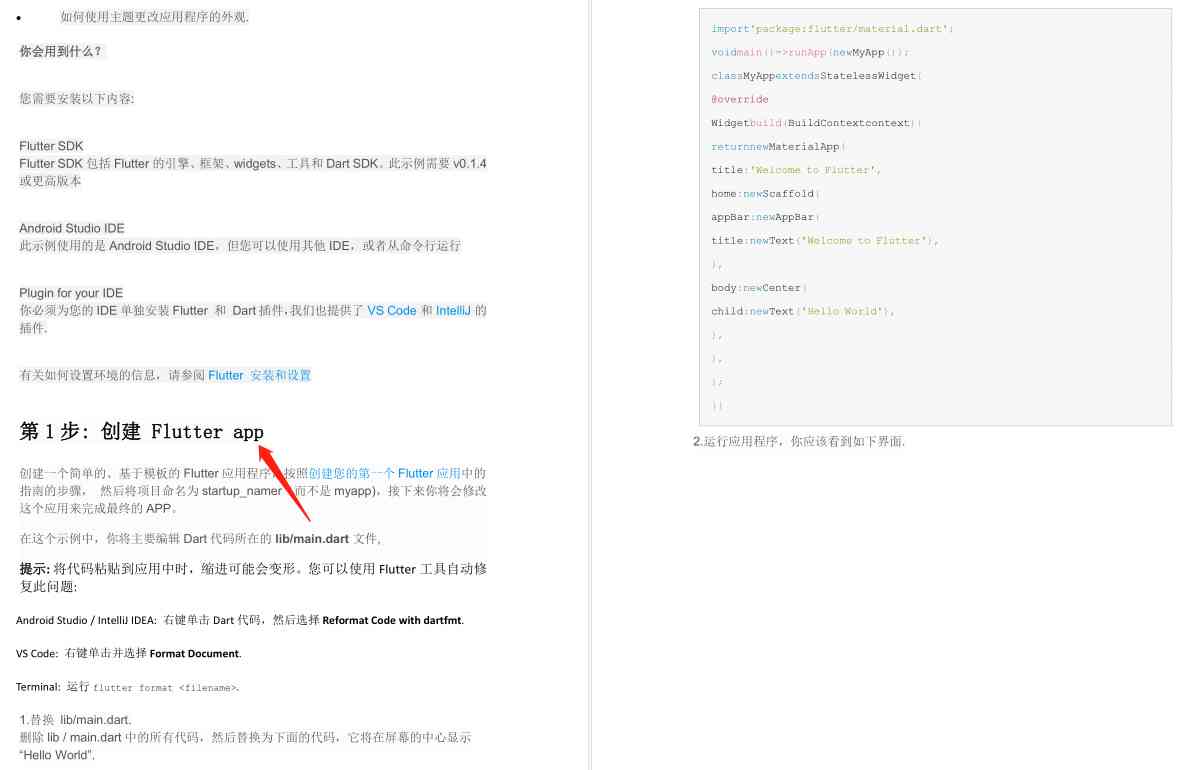 • 如何使用主题更改应用程序的外观.
你会用到什么?
您需要安装以下内容:
Flutter SDK
Flutter SDK 包括 Flutter 的引擎、框架、widgets、工具和 Dart SDK。此示例需要 v0.1.4
或更高版本
Android Studio IDE
此示例使用的是 Android Studio IDE，但您可以使用其他 IDE，或者从命令行运行
Plugin for your IDE
你必须为您的 IDE 单独安装 Flutter 和 Dart 插件,我们也提供了 VS Code 和 IntelliJ 的
插件.
有关如何设置环境的信息，请参阅 Flutter 安装和设置
第 1 步: 创建 Flutter app
创建一个简单的、基于模板的 Flutter 应用程序 按照创建您的第一个 Flutter 应用中的
指南的步骤， 然后将项目命名为 startup_namer 而不是 myapp)，接下来你将会修改
这个应用来完成最终的 APP。
在这个示例中，你将主要编辑 Dart 代码所在的 lib/main.dart 文件,
提示: 将代码粘贴到应用中时，缩进可能会变形。您可以使用 Flutter 工具自动修
复此问题:
Android Studio / IntelliJ IDEA: 右键单击 Dart 代码，然后选择 Reformat Code with dartfmt.
VS Code: 右键单击并选择 Format Document.
Terminal: 运行 flutter format <filename>.
1.替换 lib/main.dart.
删除 lib / main.dart 中的所有代码，然后替换为下面的代码，它将在屏幕的中心显示
“Hello World”.
import'package:flutter/material.dart';
voidmain()=>runApp(newMyApp());
classMyAppextendsStatelessWidget{
@override
Widgetbuild(BuildContextcontext){
returnnewMaterialApp(
title:'Welcome to Flutter',
home:newScaffold(
appBar:newAppBar(
title:newText('Welcome to Flutter'),
),
body:newCenter(
child:newText('Hello World'),
),
),
);
}}
2.运行应用程序，你应该看到如下界面.